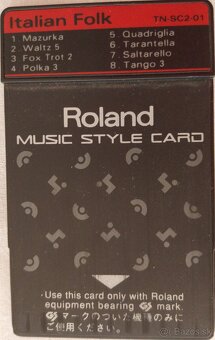 Italian Folk TN-SC2-01
1 Mazurka
2 Waltz 5
3 Fox Trot 2
4 Polka 3
5. Quadriglia
6. Tarantella
7. Saltarello
8. Tango 3
Roland
MUSIC STYLE CARD
Use this card only with Roland
equipment bearing GS mark.
GS マークのついた機種のみに
ご使用ください。